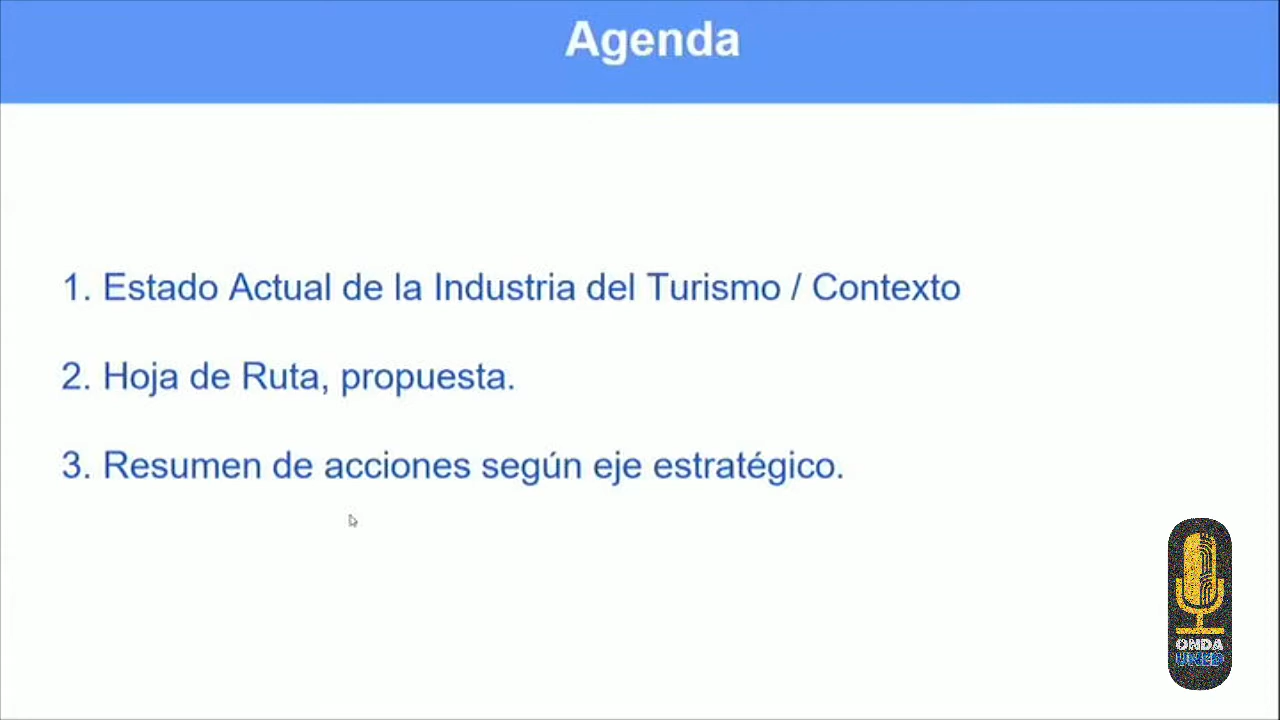 Agenda
1. Estado Actual de la Industria del Turismo / Contexto
2. Hoja de Ruta, propuesta.
3. Resumen de acciones según eje estratégico.
ONDA
UNED